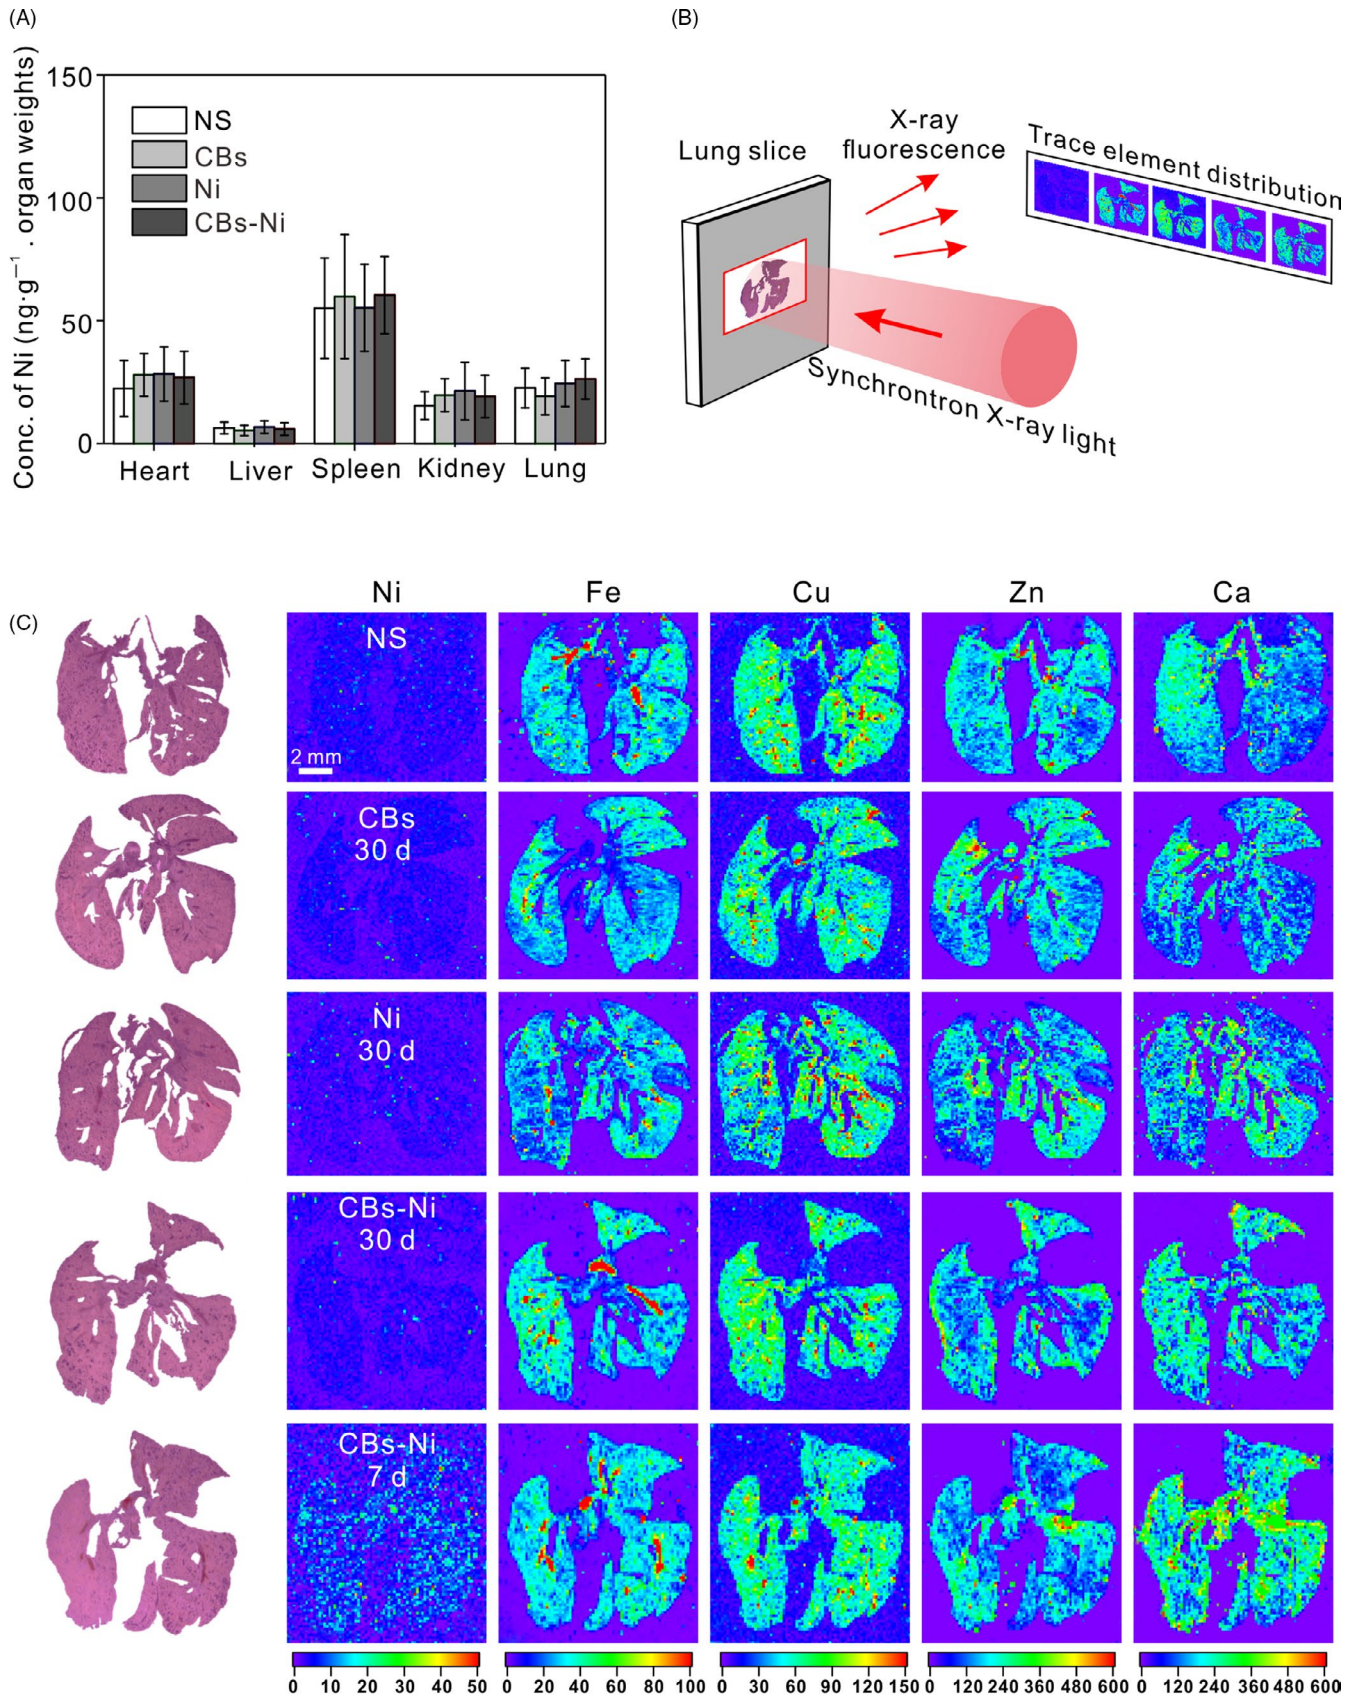 (A)
Conc. of Ni (ng·g⁻¹ . organ weights)
150
100
50
0
NS
CBs
Ni
CBs-Ni
Heart
Liver
Spleen
Kidney
Lung
(B)
Lung slice
X-ray
fluorescence
Trace element distribution
Synchrontron X-ray light
(C)
Ni
Fe
Cu
Zn
Ca
NS
2 mm
CBs
30 d
Ni
30 d
CBs-Ni
30 d
CBs-Ni
7 d
0 10 20 30 40 50
0 20 40 60 80 100
0 30 60 90 120 150
0 120 240 360 480 600
0 120 240 360 480 600